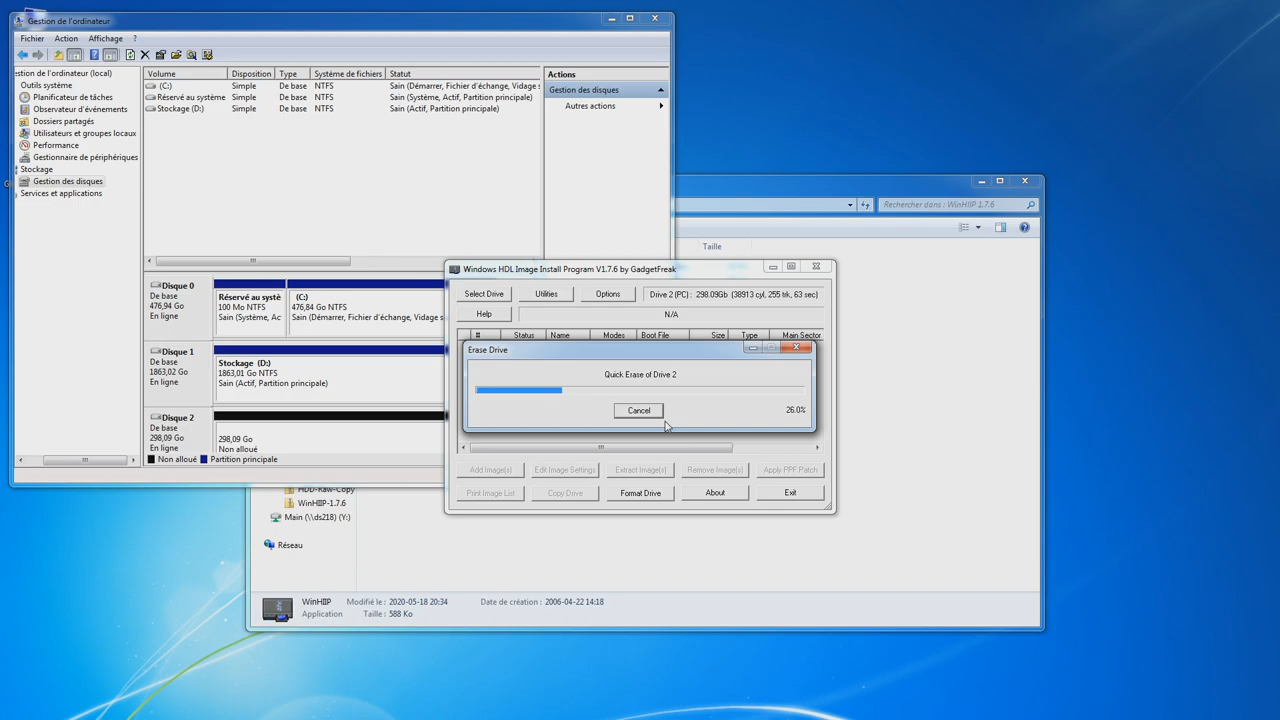 Gestion de l'ordinateur
Fichier Action Affichage ?
estion de l'ordinateur (local)
Outils système
Planificateur de tâches
Observateur d'événements
Dossiers partagés
Utilisateurs et groupes locaux
Performance
Gestionnaire de périphériques
Stockage
Gestion des disques
Services et applications
Volume Disposition Type Système de fichiers Statut
(C:) Simple De base NTFS Sain (Démarrer, Fichier d'échange, Vidage s
Réservé au système Simple De base NTFS Sain (Système, Actif, Partition principale)
Stockage (D:) Simple De base NTFS Sain (Actif, Partition principale)
Actions
Gestion des disques
Autres actions
Disque 0
De base
476,94 Go
En ligne
Réservé au systè
100 Mo NTFS
Sain (Système, Ac
(C:)
476,84 Go NTFS
Sain (Démarrer, Fichier d'échange, Vidage s
Disque 1
De base
1863,02 Go
En ligne
Stockage (D:)
1863,01 Go NTFS
Sain (Actif, Partition principale)
Disque 2
De base
298,09 Go
En ligne
298,09 Go
Non alloué
Non alloué Partition principale
Rechercher dans : WinHIIP 1.7.6
Taille
Windows HDL Image Install Program V1.7.6 by GadgetFreak
Select Drive Utilities Options Drive 2 (PC) : 298.09Gb (38913 cyl, 255 trk, 63 sec)
Help N/A
# Status Name Modes Boot File Size Type Main Sector
Erase Drive
Quick Erase of Drive 2
Cancel 26.0%
Add Image(s) Edit Image Settings Extract Image(s) Remove Image(s) Apply PPF Patch
Print Image List Copy Drive Format Drive About Exit
HDD-Raw-Copy
WinHIIP-1.7.6
Main (\\ds218) (Y:)
Réseau
WinHIIP Modifié le : 2020-05-18 20:34 Date de création : 2006-04-22 14:18
Application Taille : 588 Ko